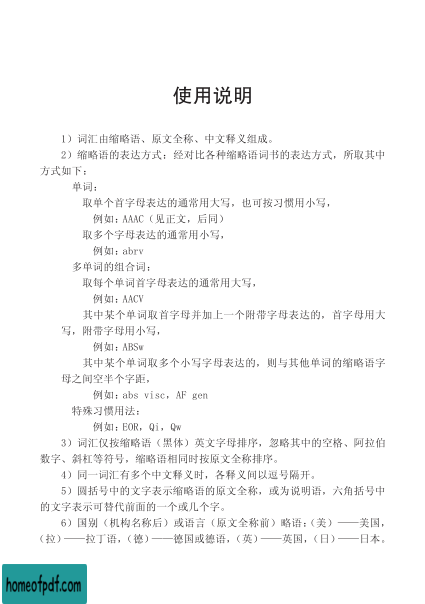 使用说明
1）词汇由缩略语、原文全称、中文释义组成。
2）缩略语的表达方式：经对比各种缩略语词书的表达方式，所取其中
方式如下：
单词：
取单个首字母表达的通常用大写，也可按习惯用小写，
例如：AAAC（见正文，后同）
取多个字母表达的通常用小写，
例如：abrv
多单词的组合词：
取每个单词首字母表达的通常用大写，
例如：AACV
其中某个单词取首字母并加上一个附带字母表达的，首字母用大
写，附带字母用小写，
例如：ABSw
其中某个单词取多个小写字母表达的，则与其他单词的缩略语字
母之间空半个字距，
例如：abs visc，AF gen
特殊习惯用法：
例如：EOR，Qi，Qw
3）词汇仅按缩略语（黑体）英文字母排序，忽略其中的空格、阿拉伯
数字、斜杠等符号，缩略语相同时按原文全称排序。
4）同一词汇有多个中文释义时，各释义间以逗号隔开。
5）圆括号中的文字表示缩略语的原文全称，或为说明语，六角括号中
的文字表示可替代前面的一个或几个字。
6）国别（机构名称后）或语言（原文全称前）略语：（美）——美国，
（拉）——拉丁语，（德）——德国或德语，（英）——英国，（日）——日本。
homeofpdf.com